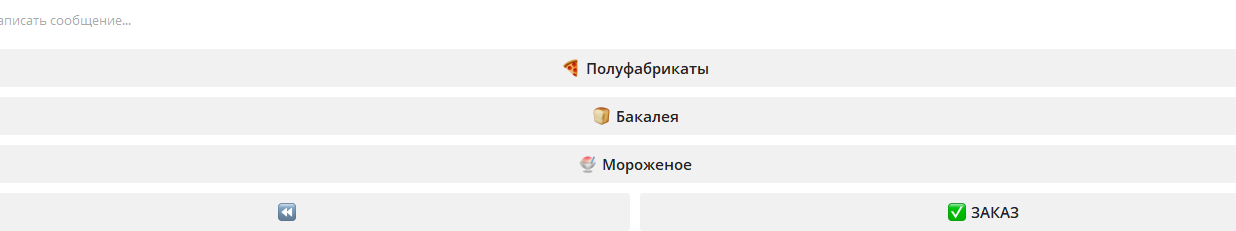 аписать сообщение...
🍕 Полуфабрикаты
🍞 Бакалея
🍨 Мороженое
⏪ ✅ ЗАКАЗ